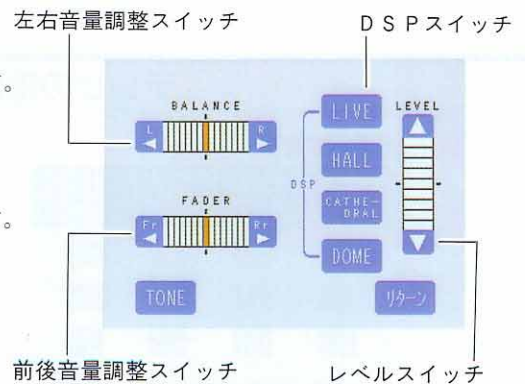 左右音量調整スイッチ
DSPスイッチ
。
BALANCE
L
R
LIVE
LEVEL
HALL
DSP
CATHE-
DRAL
FADER
Fr
Rr
。
DOME
TONE
リターン
前後音量調整スイッチ
レベルスイッチ